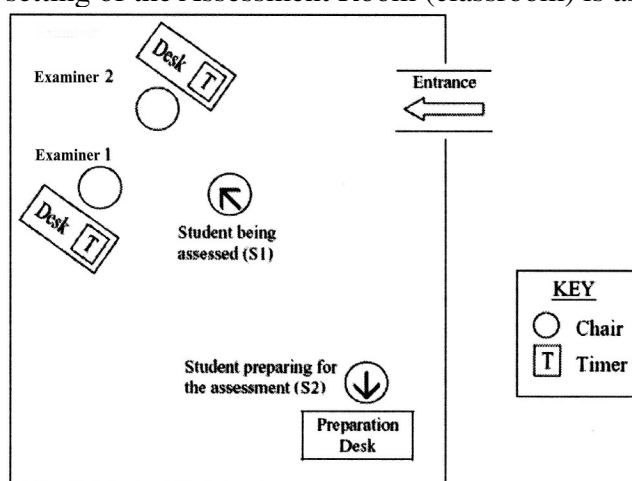 setting of the Assessment Room (classroom) is as
Desk T
Examiner 2
Entrance
Examiner 1
Desk T
Student being
assessed (S1)
KEY
Chair
T Timer
Student preparing for
the assessment (S2)
Preparation
Desk